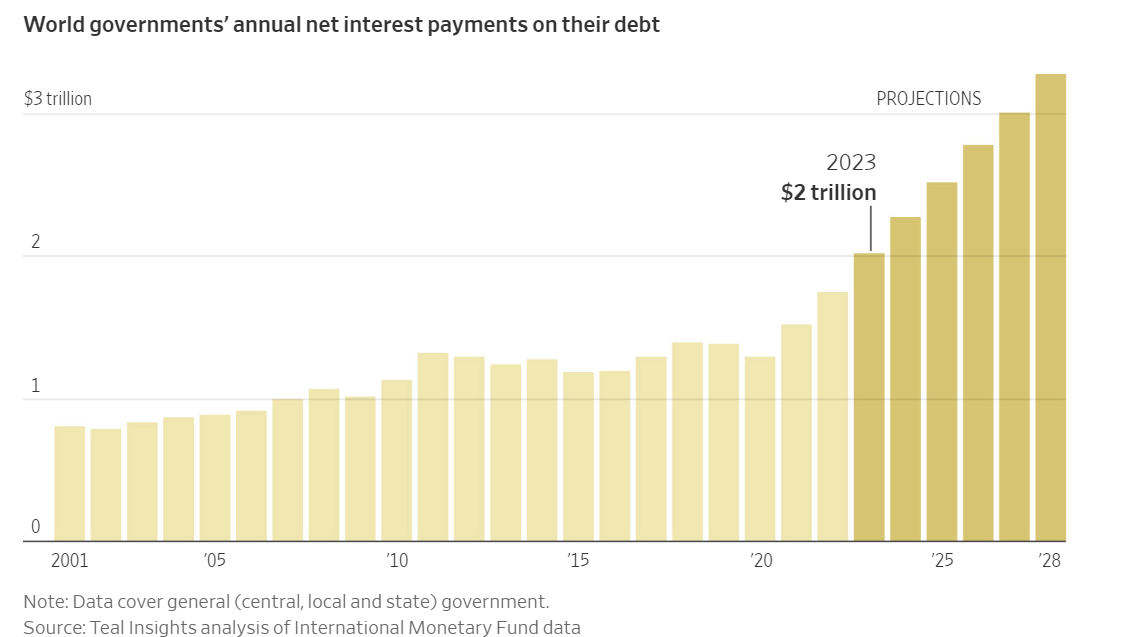 World governments’ annual net interest payments on their debt
$3 trillion
PROJECTIONS
2023
$2 trillion
2
1
0
2001 ’05 ’10 ’15 ’20 ’25 ’28
Note: Data cover general (central, local and state) government.
Source: Teal Insights analysis of International Monetary Fund data